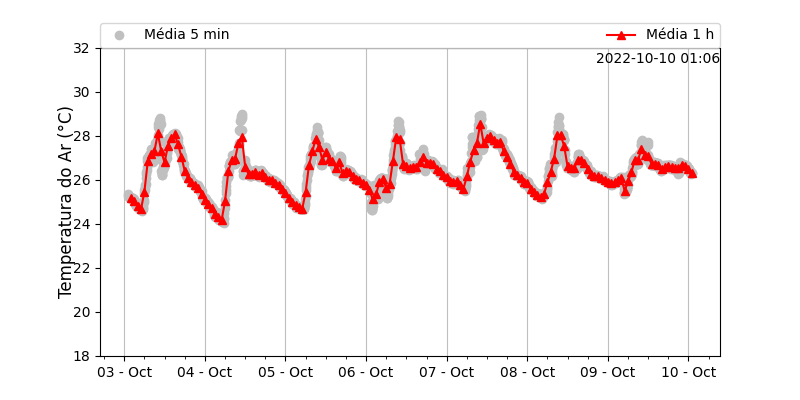 Média 5 min
Média 1 h
2022-10-10 01:06
Temperatura do Ar (°C)
32
30
28
26
24
22
20
18
03 - Oct
04 - Oct
05 - Oct
06 - Oct
07 - Oct
08 - Oct
09 - Oct
10 - Oct